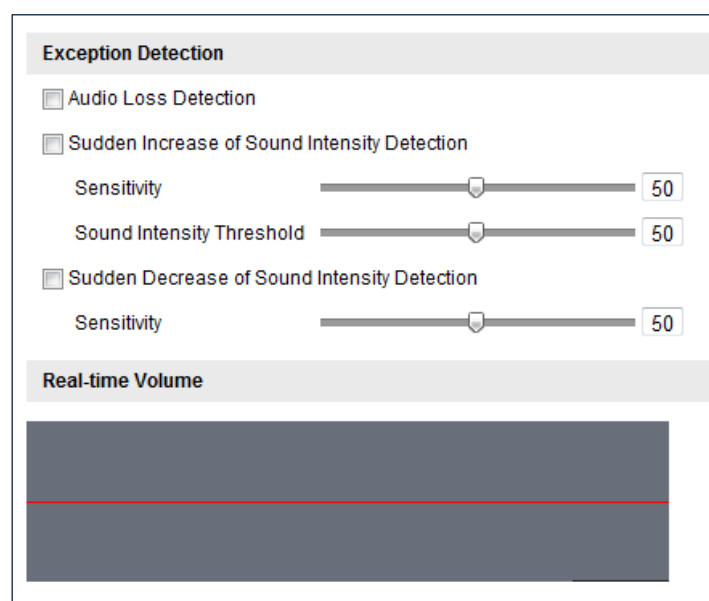 Exception Detection
Audio Loss Detection
Sudden Increase of Sound Intensity Detection
Sensitivity 50
Sound Intensity Threshold 50
Sudden Decrease of Sound Intensity Detection
Sensitivity 50
Real-time Volume